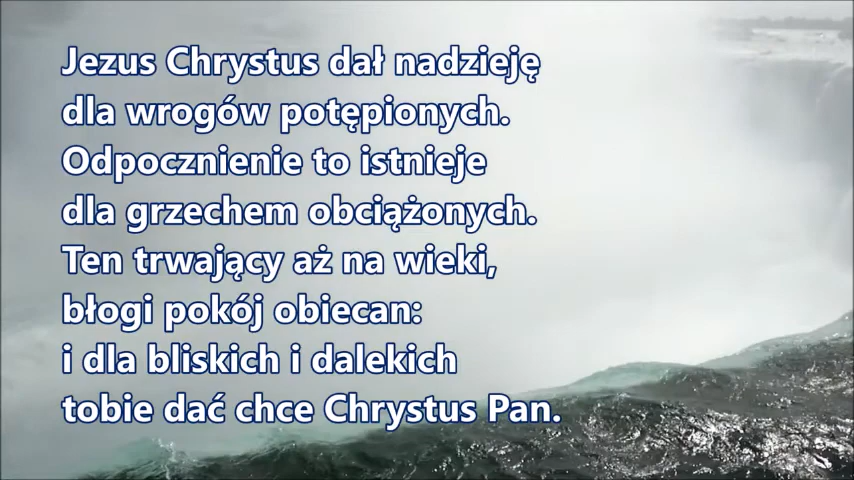 Jezus Chrystus dał nadzieję
dla wrogów potępionych.
Odpocznienie to istnieje
dla grzechem obciążonych.
Ten trwający aż na wieki,
błogi pokój obiecan:
i dla bliskich i dalekich
tobie dać chce Chrystus Pan.